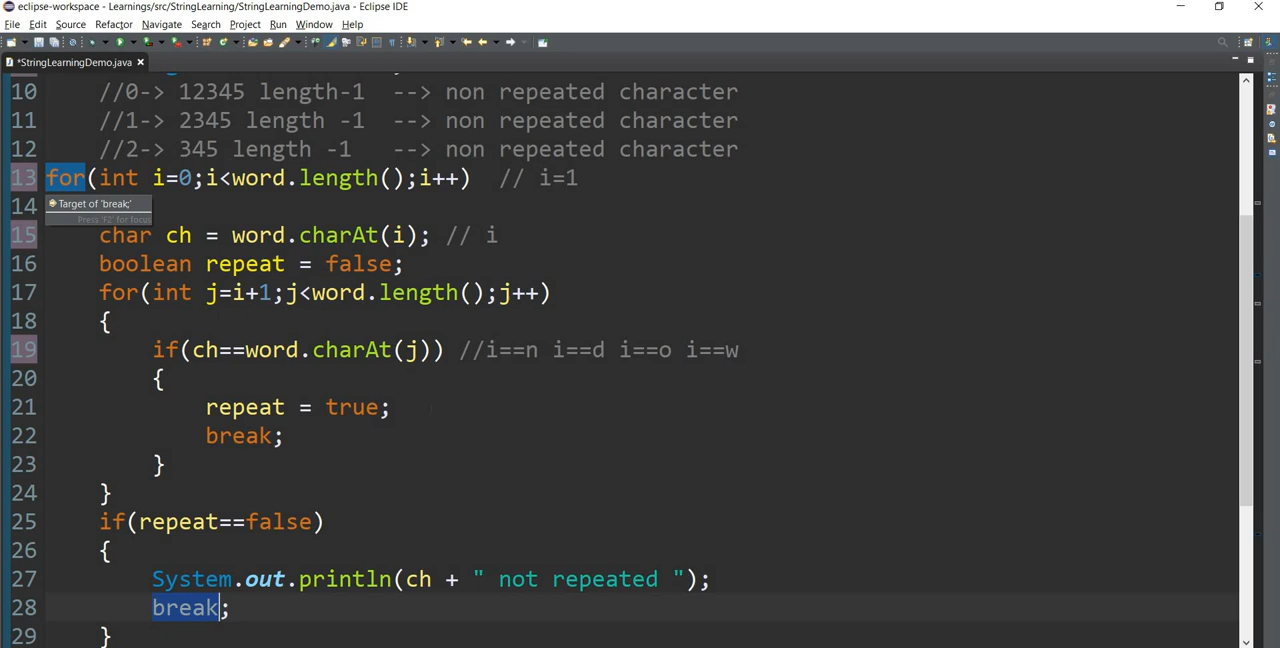 eclipse-workspace - Learnings/src/StringLearning/StringLearningDemo.java - Eclipse IDE
File Edit Source Refactor Navigate Search Project Run Window Help
*StringLearningDemo.java
10 //0-> 12345 length-1 --> non repeated character
11 //1-> 2345 length -1 --> non repeated character
12 //2-> 345 length -1 --> non repeated character
13 for(int i=0;i<word.length();i++) // i=1
Target of 'break;'
14
Press 'F2' for focus
15 char ch = word.charAt(i); // i
16 boolean repeat = false;
17 for(int j=i+1;j<word.length();j++)
18 {
19 if(ch==word.charAt(j)) //i==n i==d i==o i==w
20 {
21 repeat = true;
22 break;
23 }
24 }
25 if(repeat==false)
26 {
27 System.out.println(ch + " not repeated ");
28 break;
29 }